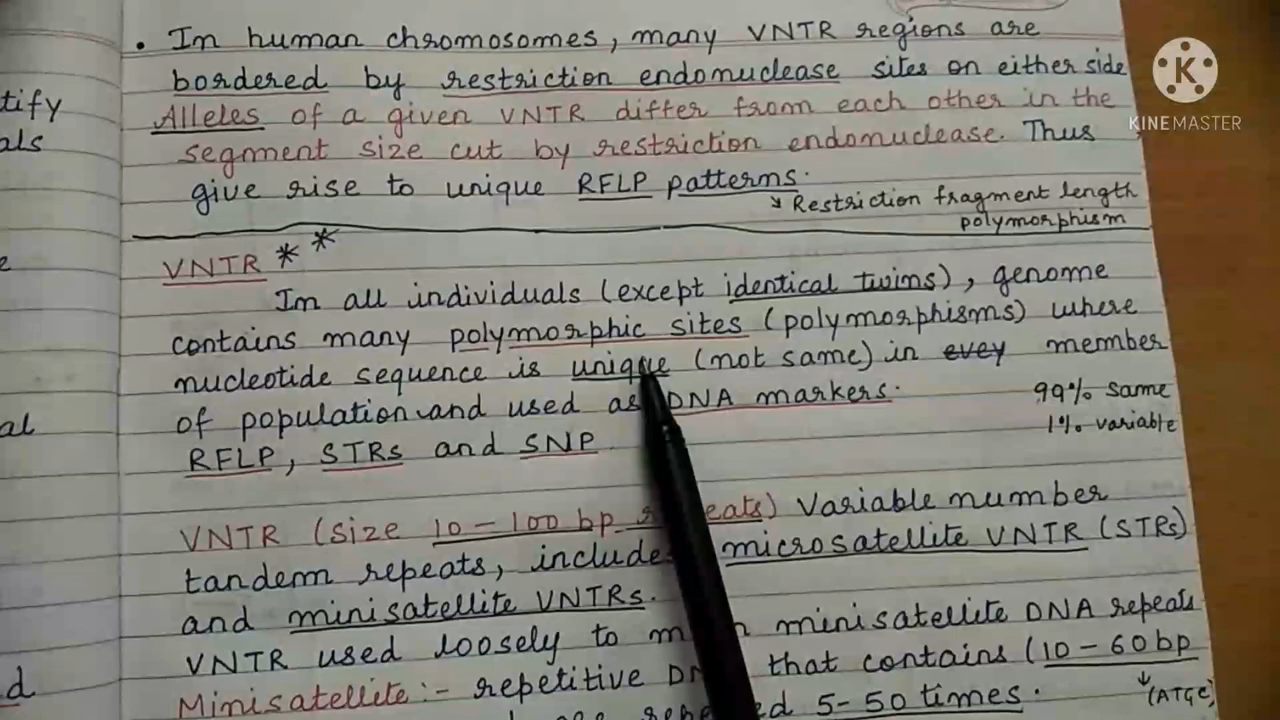 • In human chromosomes, many VNTR regions are
bordered by restriction endonuclease sites on either side
Alleles of a given VNTR differ from each other in the
segment size cut by restriction endonuclease. Thus
give rise to unique RFLP patterns.
Restriction fragment length
polymorphism
VNTR **
In all individuals (except identical twins), genome
contains many polymorphic sites (polymorphisms) where
nucleotide sequence is unique (not same) in evey member
of population and used as DNA markers.
99% same
1% variable
RFLP, STRs and SNP
VNTR (size 10-100 bp repeats) Variable number
tandem repeats, include microsatellite VNTR (STRs)
and minisatellite VNTRs.
VNTR used loosely to minisatellite DNA repeats
Minisatellite:- repetitive that contains (10-60 bp
5-50 times.
(ATGC)
tify
als
e
al
d
K
KINEMASTER